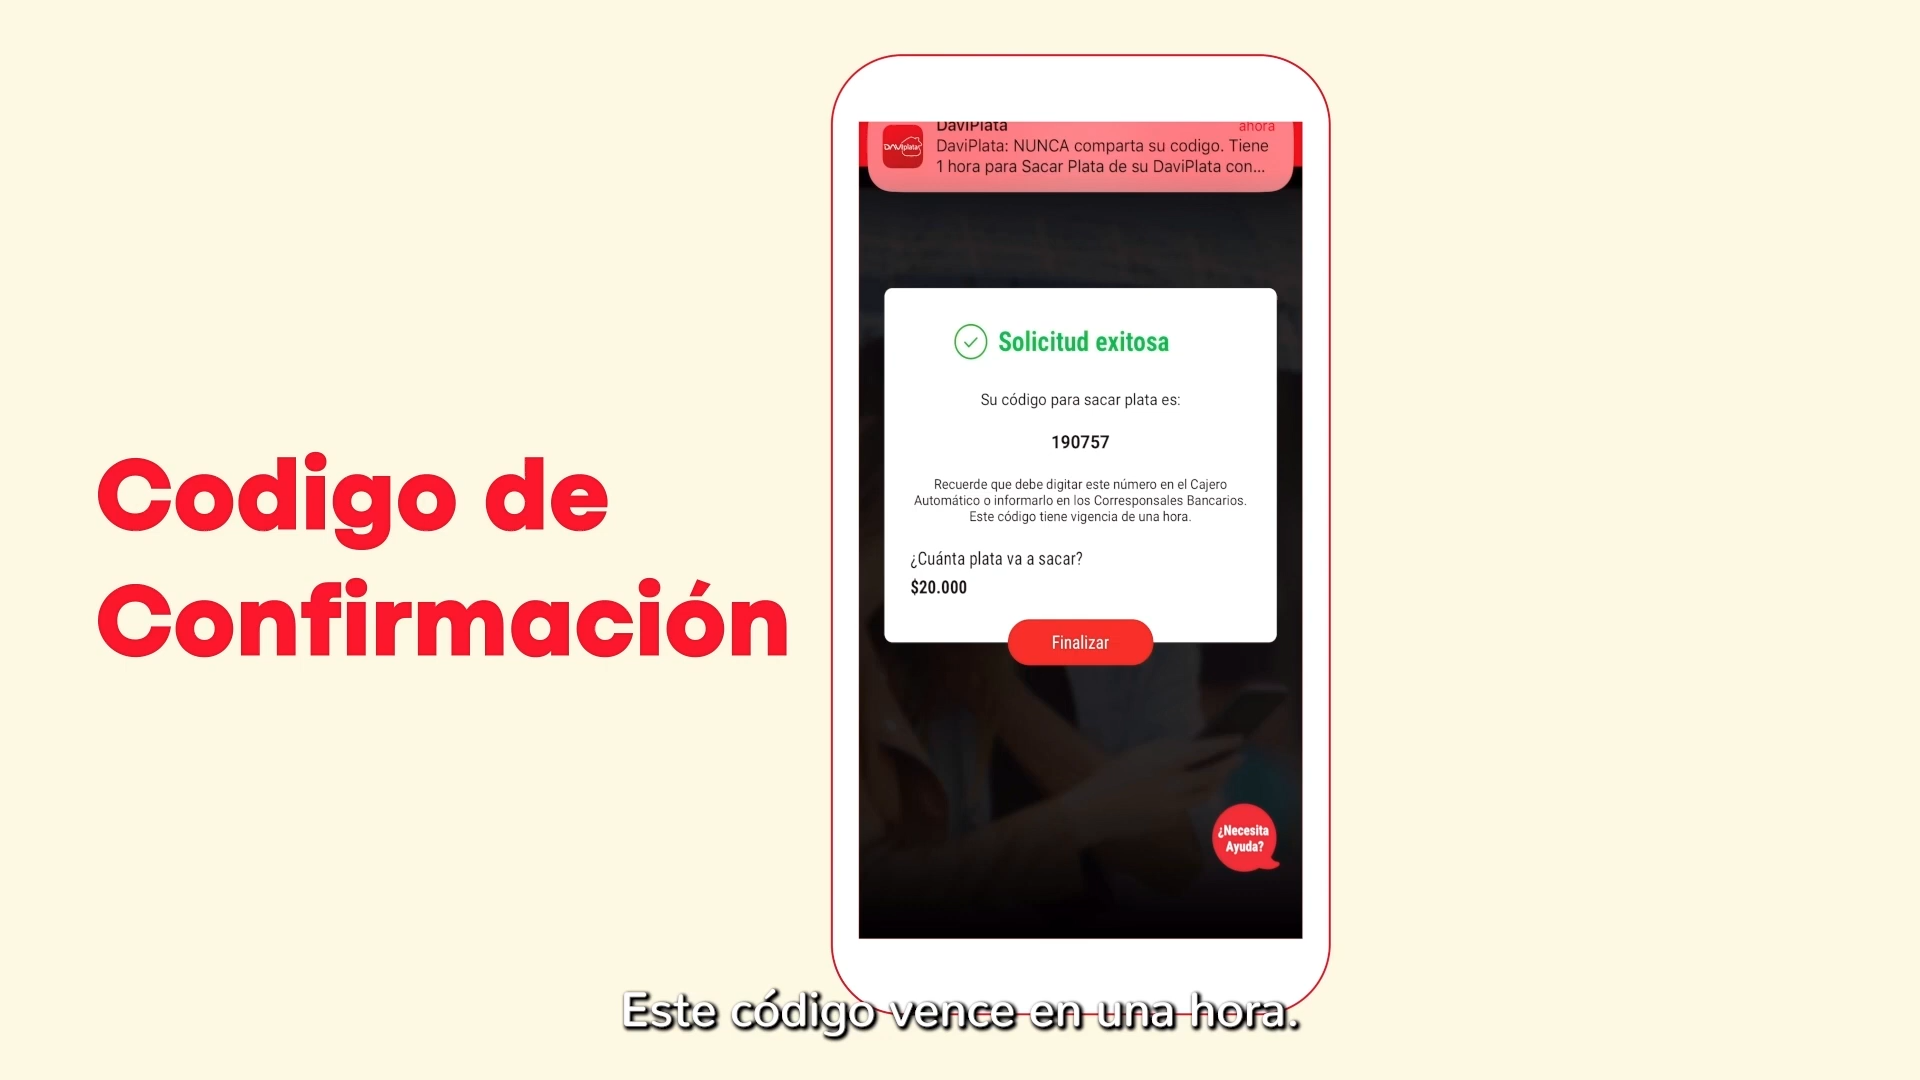 Codigo de
Confirmación
DaviPlata
ahora
DaviPlata: NUNCA comparta su codigo. Tiene
1 hora para Sacar Plata de su DaviPlata con...
DAVIplata
Solicitud exitosa
Su código para sacar plata es:
190757
Recuerde que debe digitar este número en el Cajero
Automático o informarlo en los Corresponsales Bancarios.
Este código tiene vigencia de una hora.
¿Cuánta plata va a sacar?
$20.000
Finalizar
¿Necesita
Ayuda?
Este código vence en una hora.